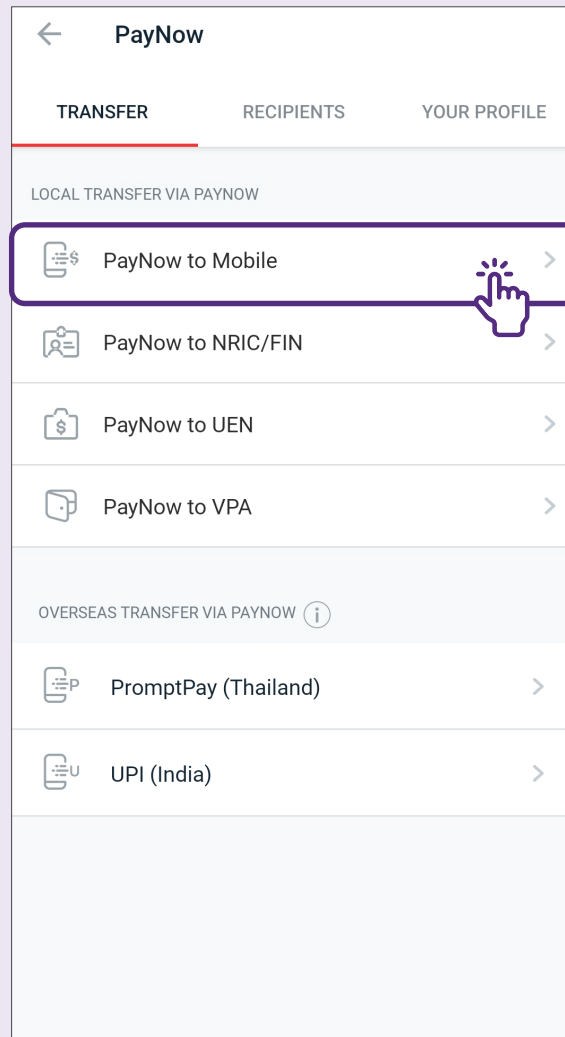 PayNow
TRANSFER RECIPIENTS YOUR PROFILE
LOCAL TRANSFER VIA PAYNOW
PayNow to Mobile
PayNow to NRIC/FIN
PayNow to UEN
PayNow to VPA
OVERSEAS TRANSFER VIA PAYNOW
PromptPay (Thailand)
UPI (India)